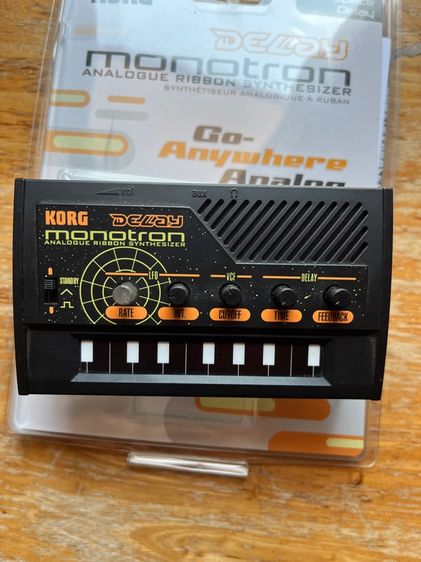 KORG
DELAY
monotron
ANALOGUE RIBBON SYNTHESIZER
SYNTHÉTISEUR ANALOGIQUE À RUBAN
Go-
Anywhere
Analog
vol
aux
KORG DELAY
monotron
ANALOGUE RIBBON SYNTHESIZER
STANDBY
LFO VCF DELAY
RATE INT. CUTOFF TIME FEEDBACK